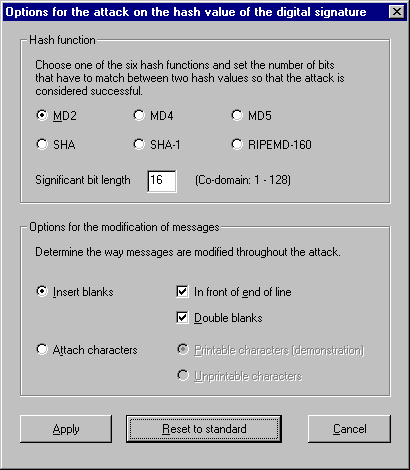 Options for the attack on the hash value of the digital signature
Hash function
Choose one of the six hash functions and set the number of bits
that have to match between two hash values so that the attack is
considered successful.
MD2 MD4 MD5
SHA SHA-1 RIPEMD-160
Significant bit length 16 (Co-domain: 1 - 128)
Options for the modification of messages
Determine the way messages are modified throughout the attack.
Insert blanks In front of end of line
Double blanks
Attach characters Printable characters (demonstration)
Unprintable characters
Apply Reset to standard Cancel